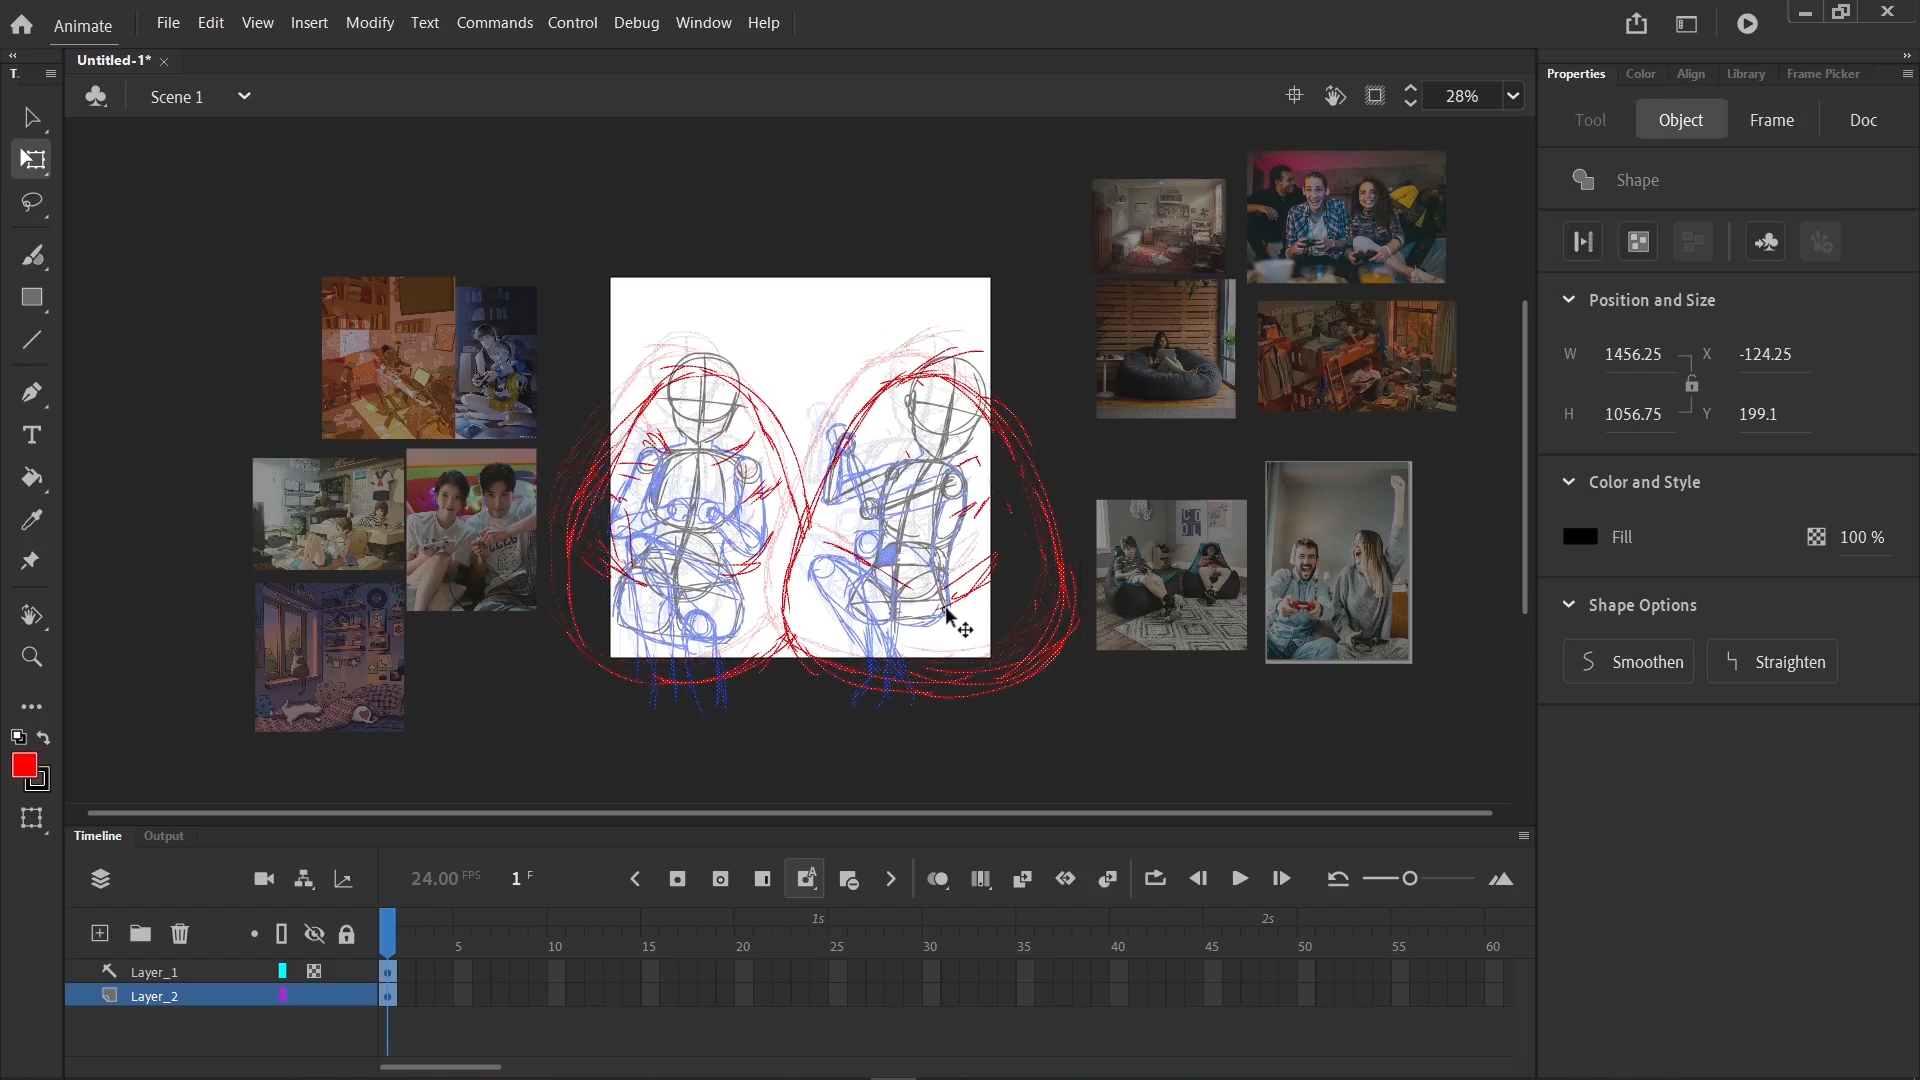 Animate File Edit View Insert Modify Text Commands Control Debug Window Help
T. Untitled-1* Properties Color Align Library Frame Picker
Scene 1 28%
Tool Object Frame Doc
Shape
Position and Size
W 1456.25 X -124.25
H 1056.75 Y 199.1
Color and Style
Fill 100 %
Shape Options
Smoothen Straighten
Timeline Output
24.00 FPS 1 F
1s 2s
5 10 15 20 25 30 35 40 45 50 55 60
Layer_1
Layer_2